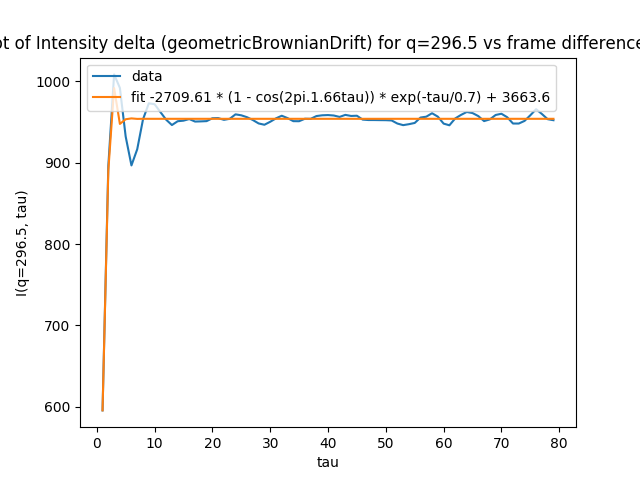 ot of Intensity delta (geometricBrownianDrift) for q=296.5 vs frame difference
data
fit -2709.61 * (1 - cos(2pi.1.66tau)) * exp(-tau/0.7) + 3663.6
1000
900
800
700
600
I(q=296.5, tau)
0 10 20 30 40 50 60 70 80
tau